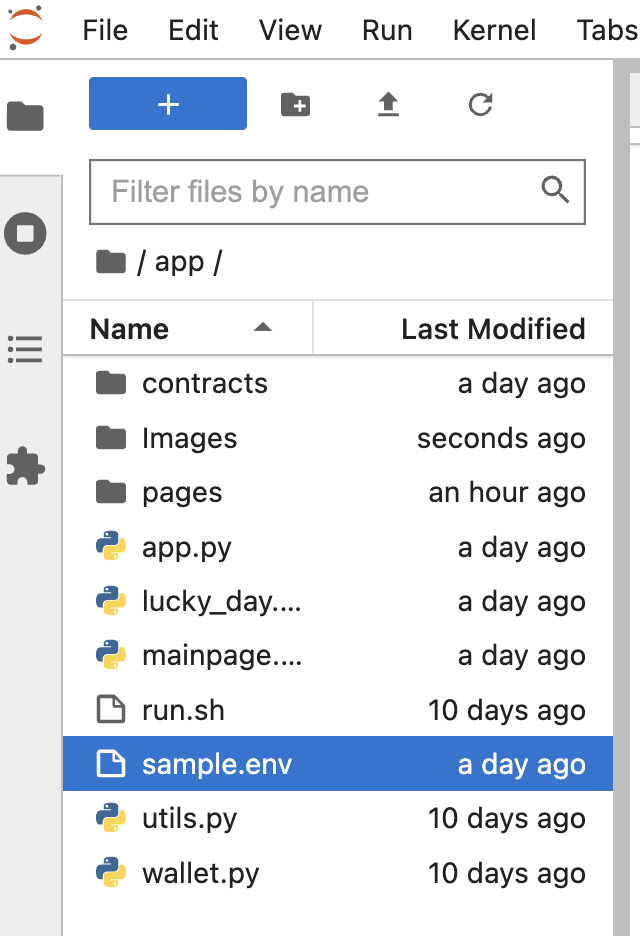 File Edit View Run Kernel Tabs
Filter files by name
/ app /
Name Last Modified
contracts a day ago
Images seconds ago
pages an hour ago
app.py a day ago
lucky_day.... a day ago
mainpage.... a day ago
run.sh 10 days ago
sample.env a day ago
utils.py 10 days ago
wallet.py 10 days ago